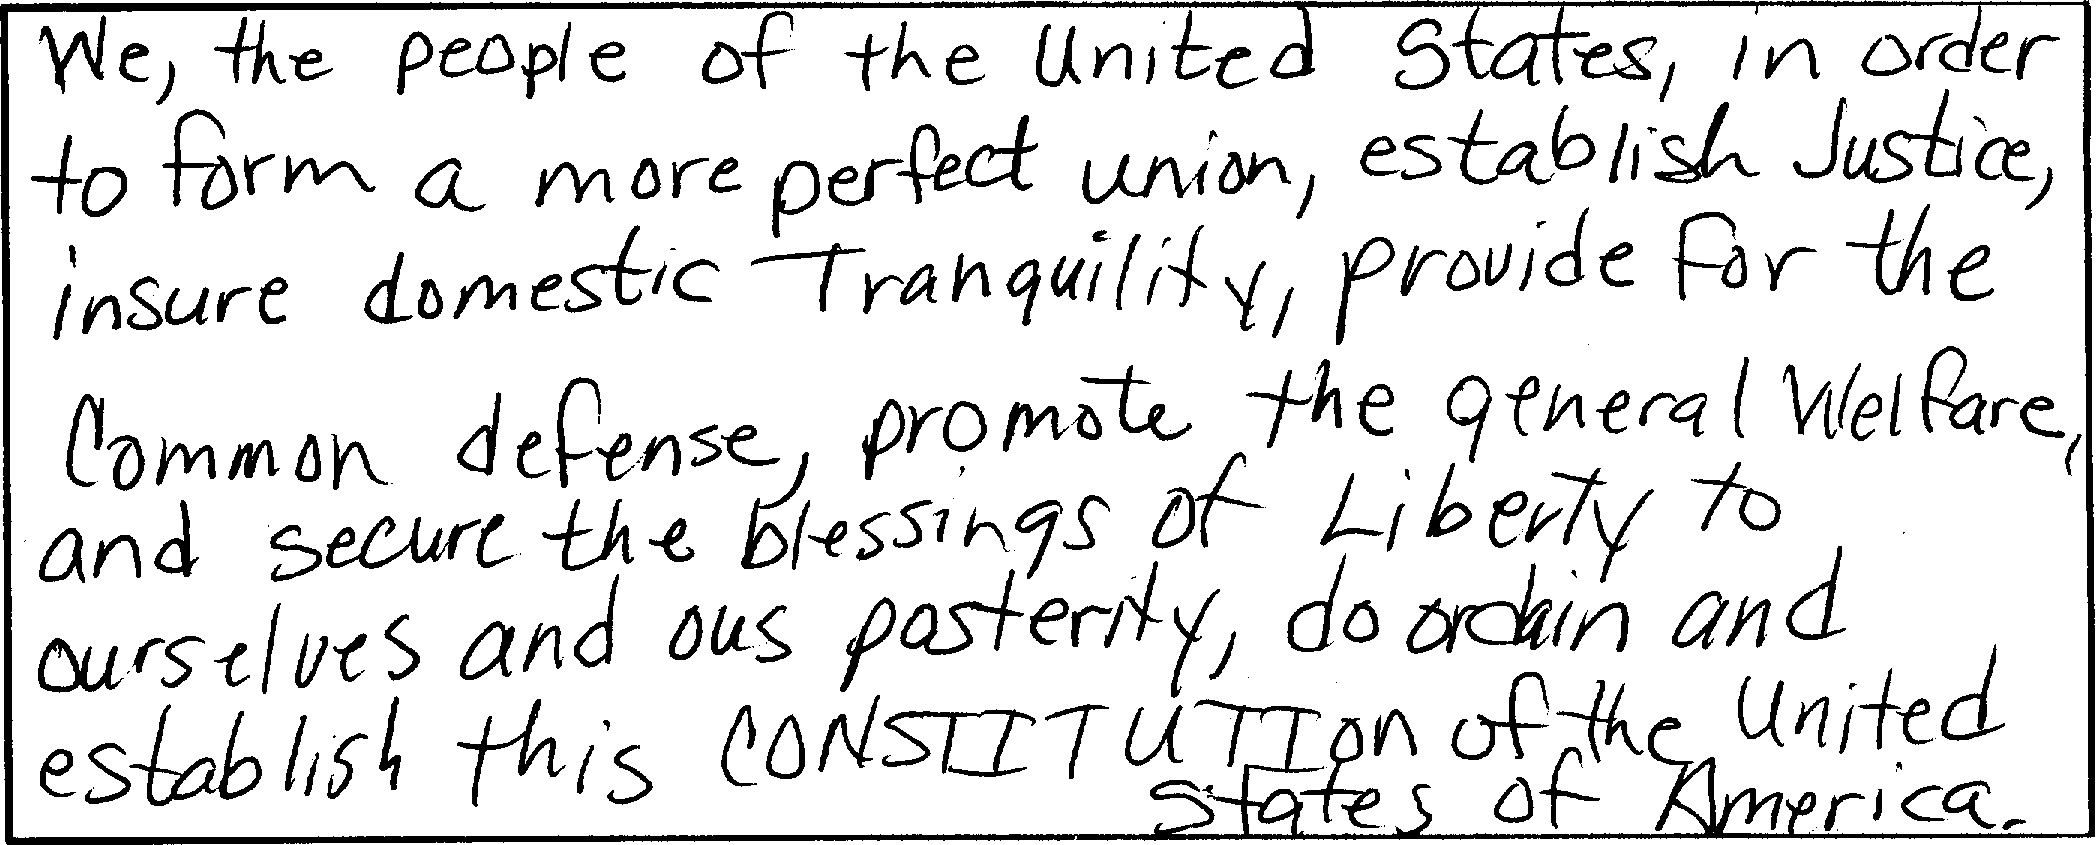 We, the people of the United States, in order
to form a more perfect union, establish Justice,
insure domestic Tranquility, provide for the
Common defense, promote the general Welfare,
and secure the blessings of Liberty to
ourselves and ous posterity, do ordain and
establish this CONSTITUTIon of the United
States of America.